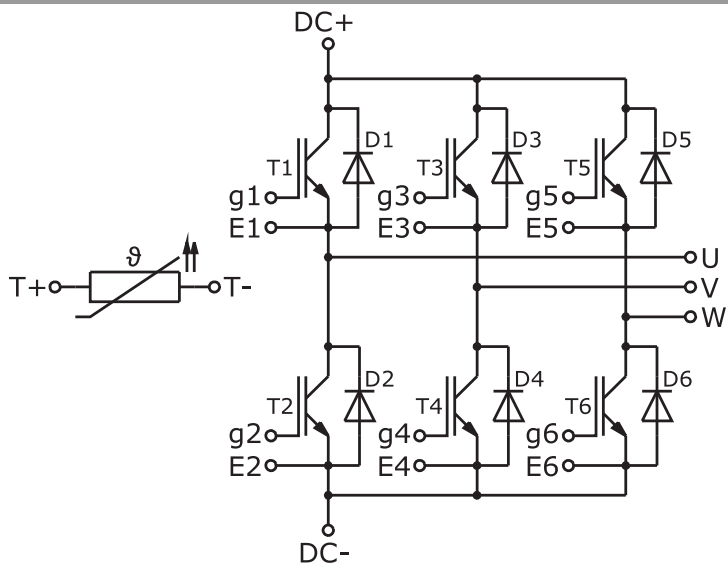 DC+
T1 D1 T3 D3 T5 D5
g1 g3 g5
E1 E3 E5
ϑ
T+ T-
U
V
W
T2 D2 T4 D4 T6 D6
g2 g4 g6
E2 E4 E6
DC-